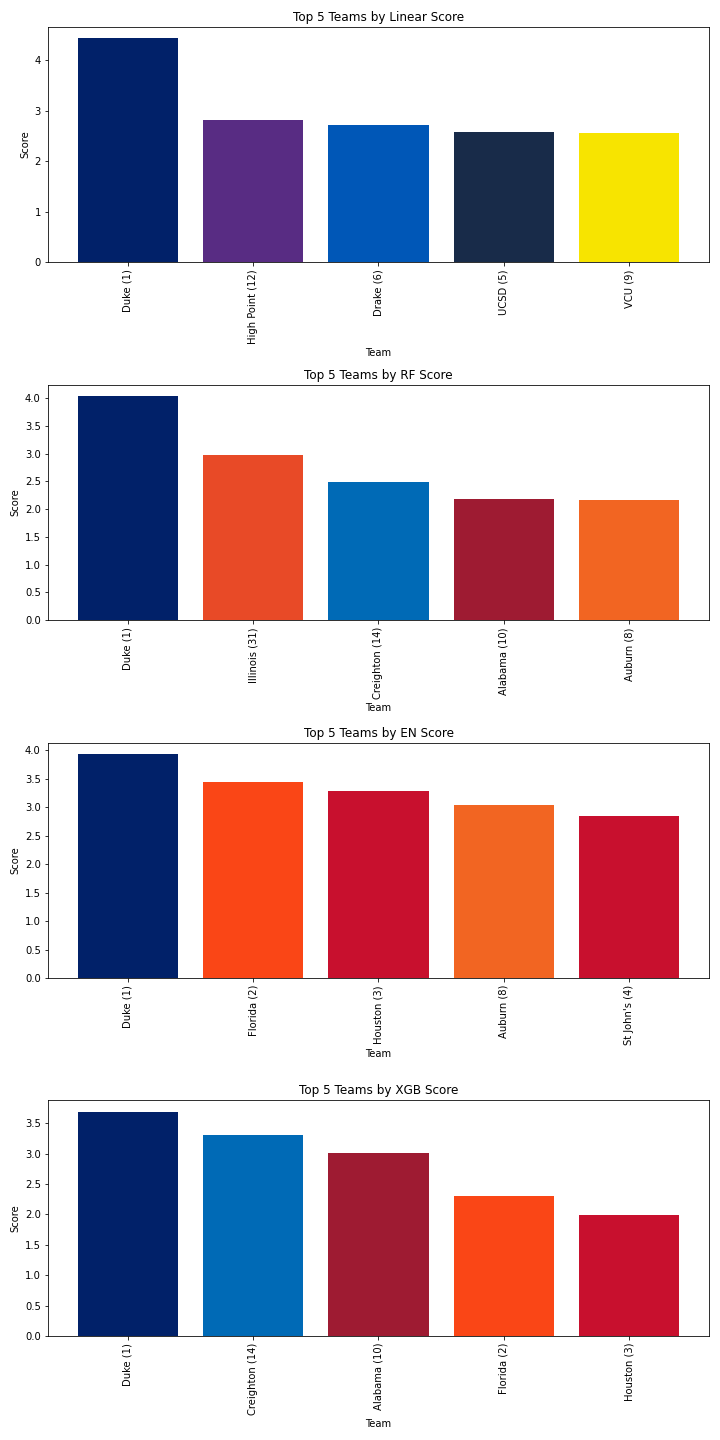 Top 5 Teams by Linear Score
4
3
2
1
0
Score
Duke (1)
High Point (12)
Drake (6)
UCSD (5)
VCU (9)
Team
Top 5 Teams by RF Score
4.0
3.5
3.0
2.5
2.0
1.5
1.0
0.5
0.0
Score
Duke (1)
Illinois (31)
Creighton (14)
Alabama (10)
Auburn (8)
Team
Top 5 Teams by EN Score
4.0
3.5
3.0
2.5
2.0
1.5
1.0
0.5
0.0
Score
Duke (1)
Florida (2)
Houston (3)
Auburn (8)
St John's (4)
Team
Top 5 Teams by XGB Score
3.5
3.0
2.5
2.0
1.5
1.0
0.5
0.0
Score
Duke (1)
Creighton (14)
Alabama (10)
Florida (2)
Houston (3)
Team